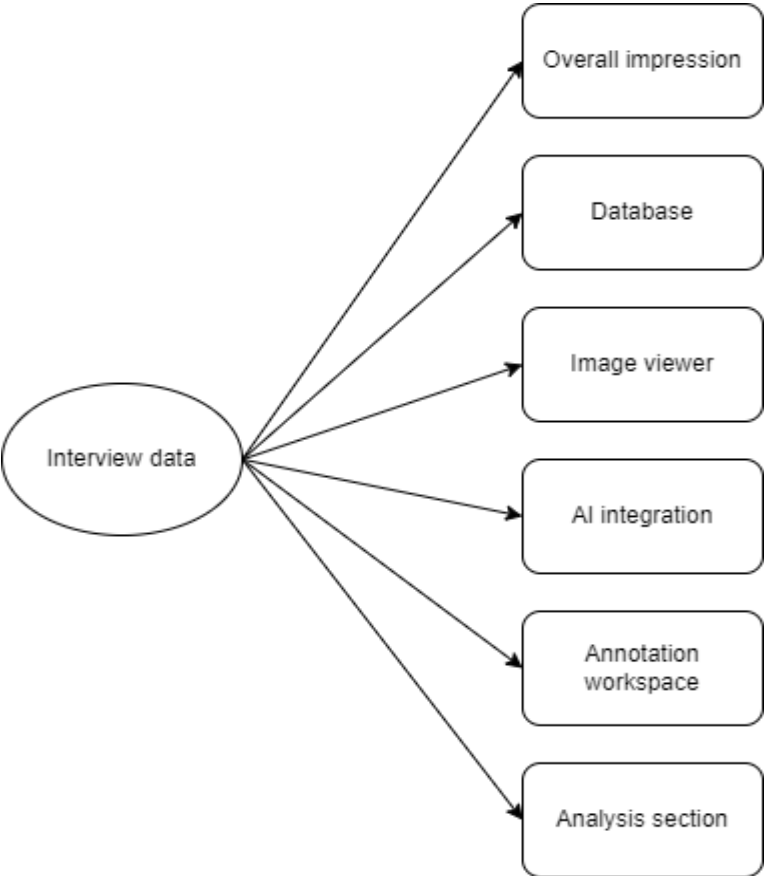 Overall impression
Database
Image viewer
Interview data
AI integration
Annotation
workspace
Analysis section